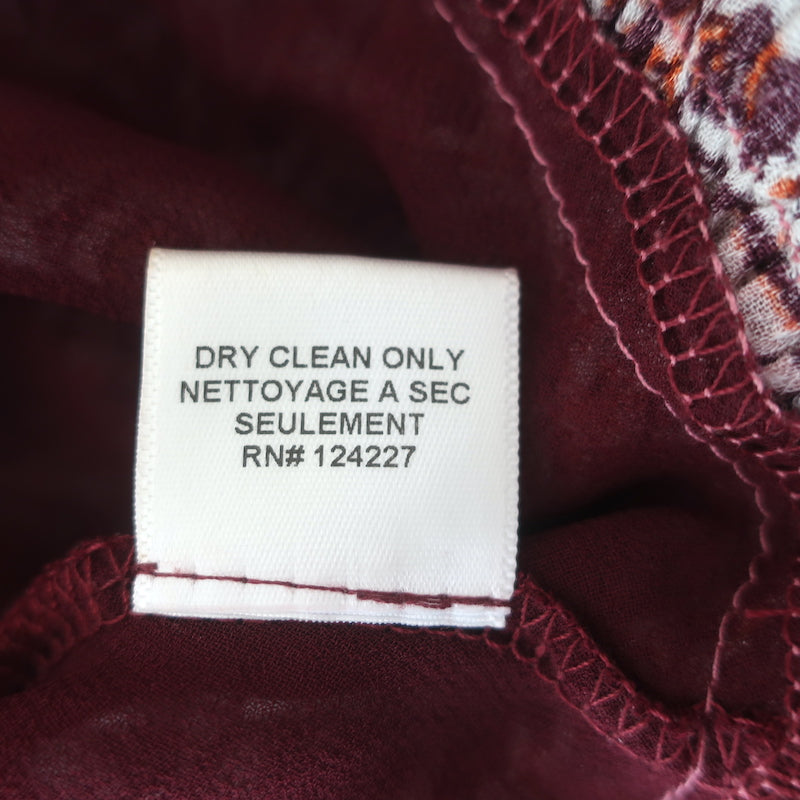 DRY CLEAN ONLY
NETTOYAGE A SEC
SEULEMENT
RN# 124227